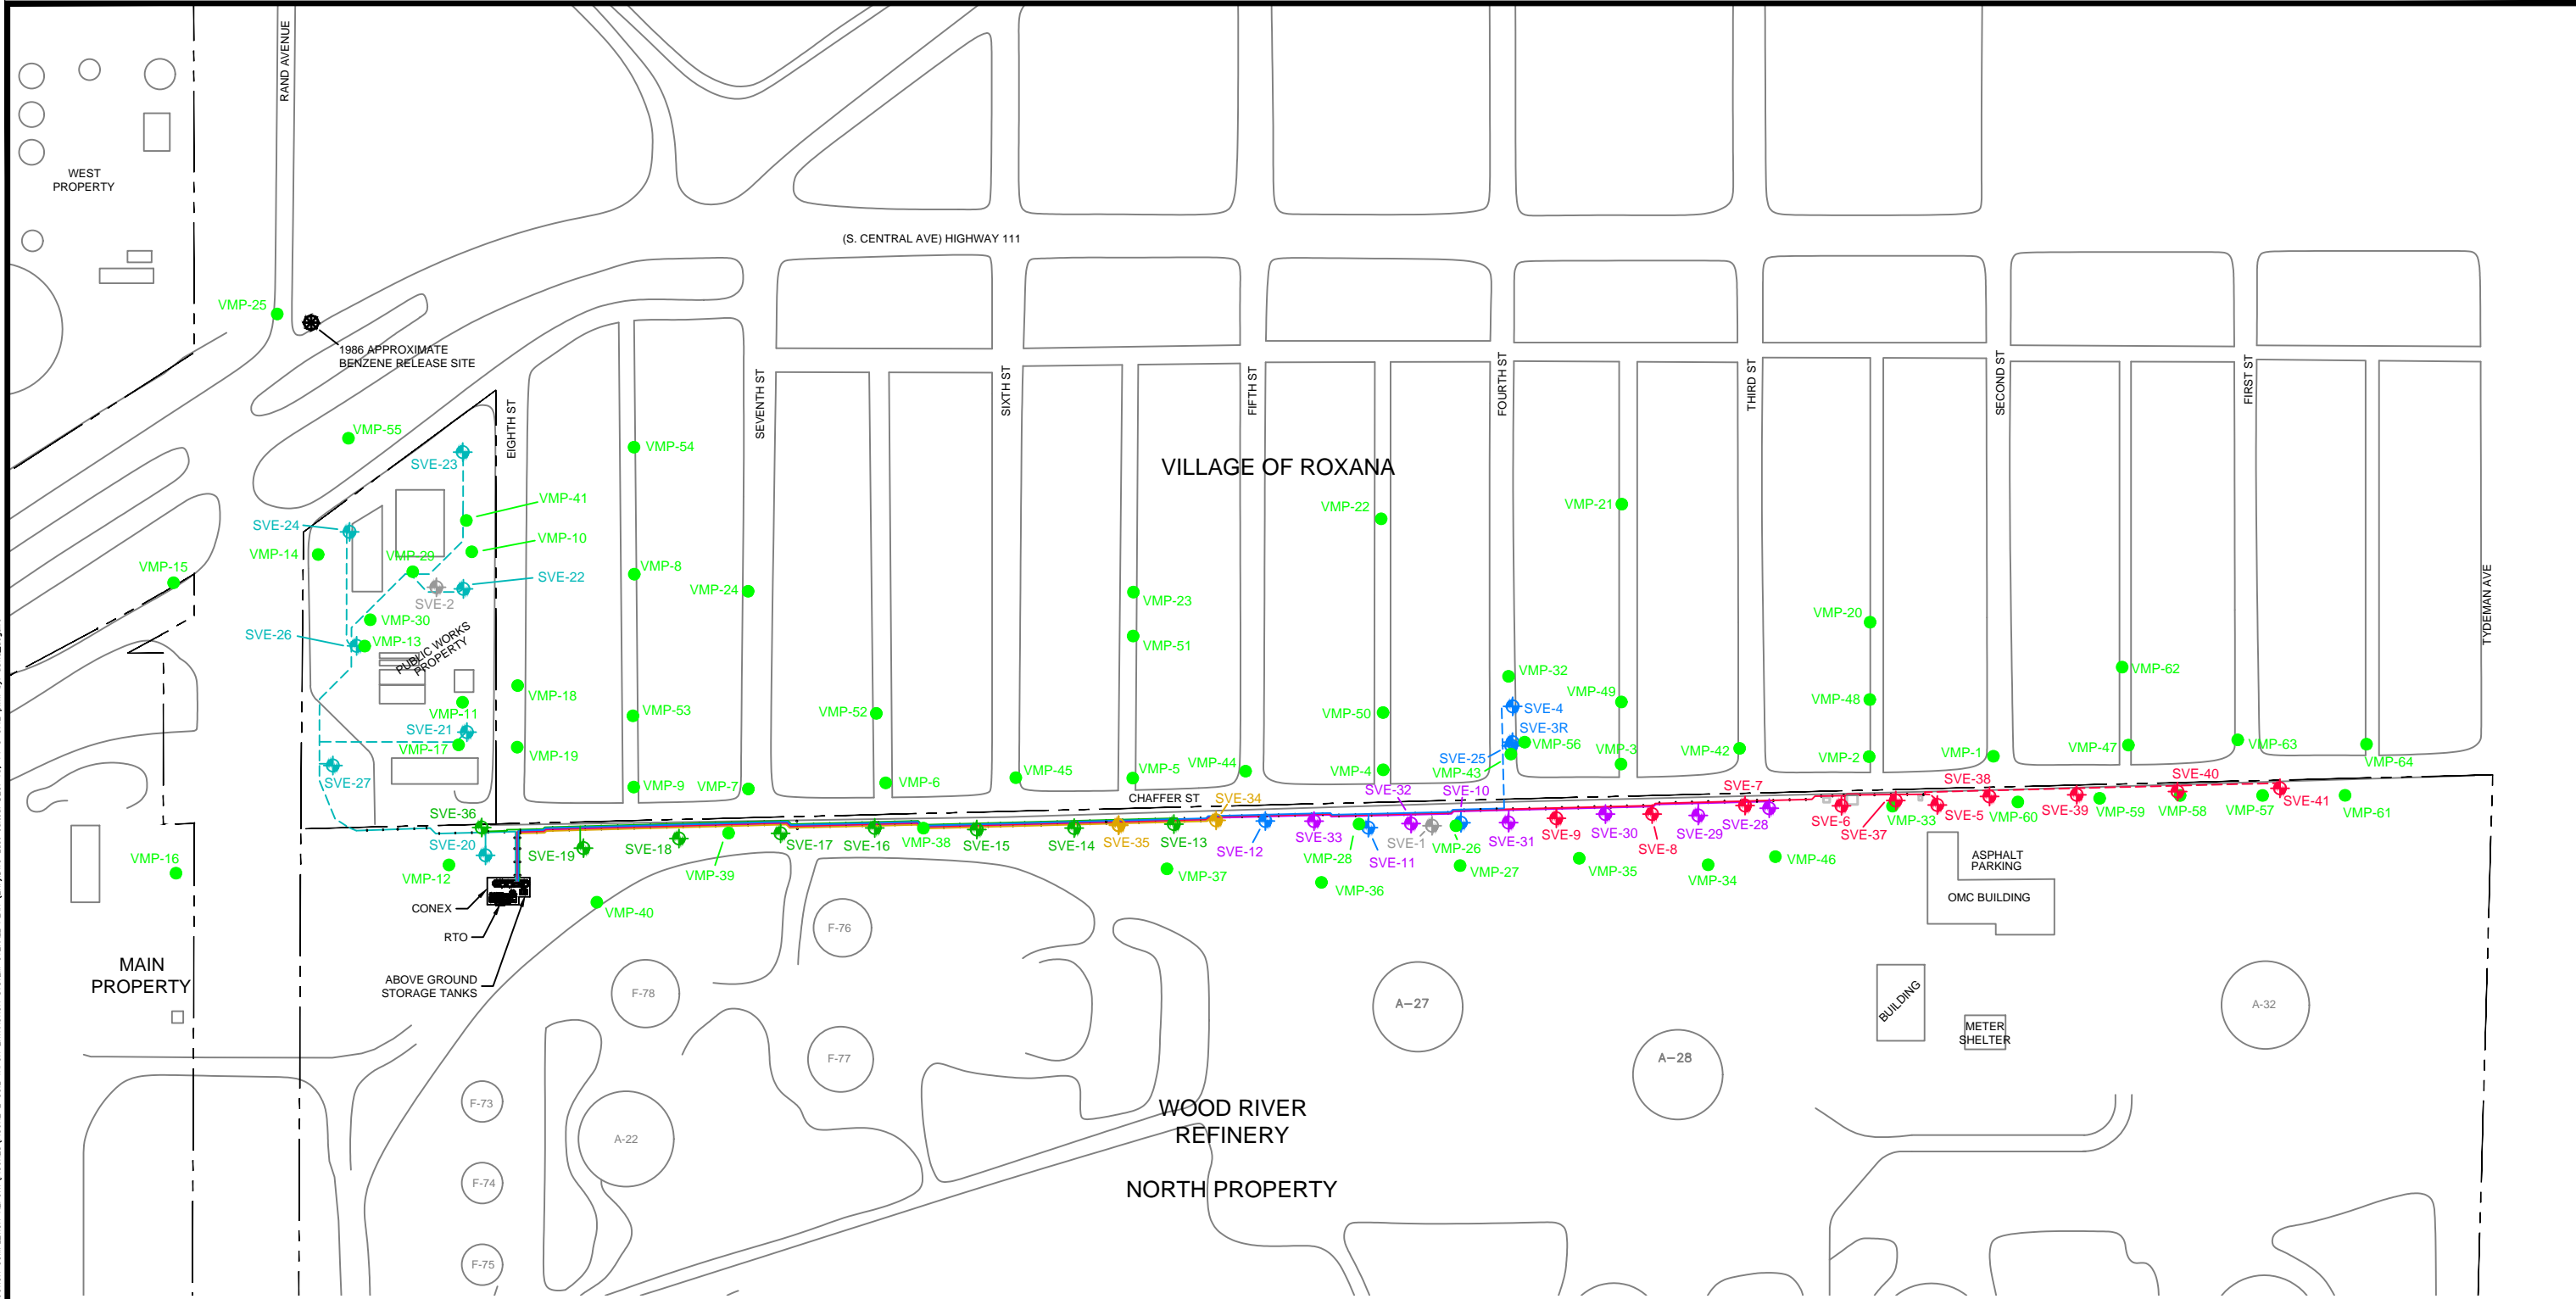 RAND AVENUE
WEST
PROPERTY
(S. CENTRAL AVE) HIGHWAY 111
VMP-25
1986 APPROXIMATE
BENZENE RELEASE SITE
EIGHTH ST
SEVENTH ST
SIXTH ST
FIFTH ST
FOURTH ST
THIRD ST
SECOND ST
FIRST ST
TYDEMAN AVE
VMP-55
SVE-23
VMP-54
VILLAGE OF ROXANA
VMP-41
VMP-22
VMP-21
SVE-24
VMP-10
VMP-14
VMP-29
VMP-15
SVE-22
VMP-8
VMP-24
SVE-2
VMP-23
VMP-20
VMP-30
SVE-26
VMP-13
PUBLIC WORKS
PROPERTY
VMP-51
VMP-62
VMP-32
VMP-18
VMP-49
VMP-48
VMP-11
VMP-53
VMP-52
VMP-50
SVE-4
SVE-21
SVE-3R
VMP-17
VMP-19
SVE-25
VMP-56
VMP-3
VMP-42
VMP-2
VMP-1
VMP-47
VMP-63
VMP-64
SVE-27
VMP-9
VMP-7
VMP-6
VMP-45
VMP-5
VMP-44
VMP-4
VMP-43
SVE-38
SVE-40
SVE-7
CHAFFER ST
SVE-34
SVE-32
SVE-10
SVE-41
SVE-36
SVE-20
SVE-19
SVE-18
SVE-17
SVE-16
VMP-38
SVE-15
SVE-14
SVE-35
SVE-13
SVE-12
SVE-33
VMP-28
SVE-11
SVE-1
VMP-26
SVE-31
SVE-9
SVE-30
SVE-8
SVE-29
SVE-28
SVE-6
SVE-37
VMP-33
SVE-5
VMP-60
SVE-39
VMP-59
VMP-58
VMP-57
VMP-61
VMP-16
VMP-12
VMP-39
VMP-37
VMP-36
VMP-27
VMP-35
VMP-34
VMP-46
ASPHALT
PARKING
OMC BUILDING
CONEX
VMP-40
RTO
F-76
MAIN
PROPERTY
ABOVE GROUND
STORAGE TANKS
F-78
A-27
BUILDING
A-32
METER
SHELTER
F-77
A-28
F-73
A-22
WOOD RIVER
REFINERY
F-74
NORTH PROPERTY
F-75